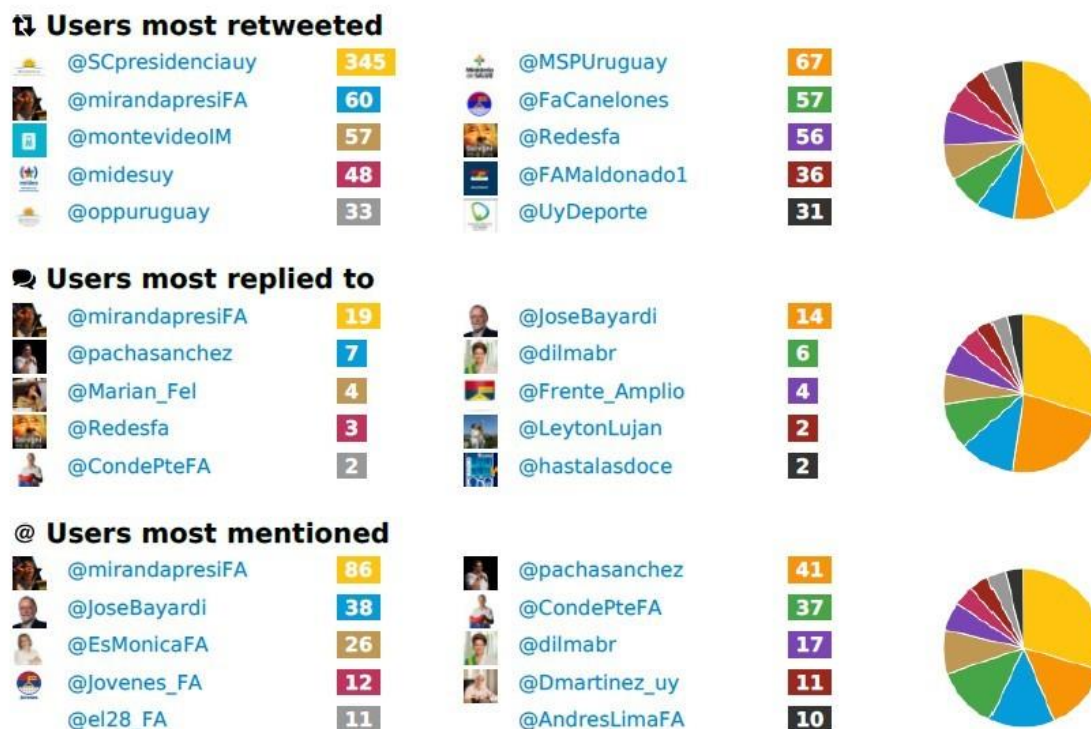 Users most retweeted
@SCpresidenciauy 345 @MSPUruguay 67
@mirandapresiFA 60 @FaCanelones 57
@montevideoIM 57 @Redesfa 56
@midesuy 48 @FAMaldonado1 36
@oppuruguay 33 @UyDeporte 31
Users most replied to
@mirandapresiFA 19 @JoseBayardi 14
@pachasanchez 7 @dilmabr 6
@Marian_Fel 4 @Frente_Amplio 4
@Redesfa 3 @LeytonLujan 2
@CondePteFA 2 @hastalasdoce 2
@ Users most mentioned
@mirandapresiFA 86 @pachasanchez 41
@JoseBayardi 38 @CondePteFA 37
@EsMonicaFA 26 @dilmabr 17
@Jovenes_FA 12 @Dmartinez_uy 11
@el28_FA 11 @AndresLimaFA 10